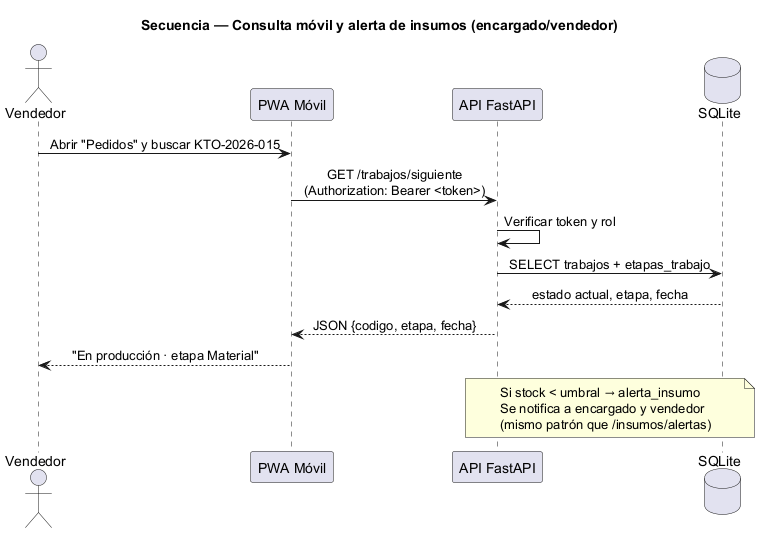 Secuencia — Consulta móvil y alerta de insumos (encargado/vendedor)
Vendedor
PWA Móvil
API FastAPI
SQLite
Abrir "Pedidos" y buscar KTO-2026-015
GET /trabajos/siguiente
(Authorization: Bearer <token>)
Verificar token y rol
SELECT trabajos + etapas_trabajo
estado actual, etapa, fecha
JSON {codigo, etapa, fecha}
"En producción · etapa Material"
Si stock < umbral → alerta_insumo
Se notifica a encargado y vendedor
(mismo patrón que /insumos/alertas)
Vendedor
PWA Móvil
API FastAPI
SQLite